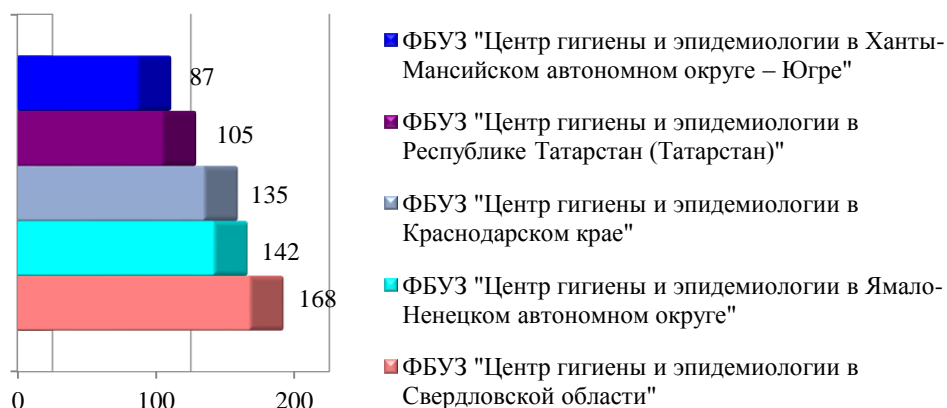 87
105
135
142
168
0
100
200
ФБУЗ "Центр гигиены и эпидемиологии в Ханты-
Мансийском автономном округе – Югре"
ФБУЗ "Центр гигиены и эпидемиологии в
Республике Татарстан (Татарстан)"
ФБУЗ "Центр гигиены и эпидемиологии в
Краснодарском крае"
ФБУЗ "Центр гигиены и эпидемиологии в Ямало-
Ненецком автономном округе"
ФБУЗ "Центр гигиены и эпидемиологии в
Свердловской области"